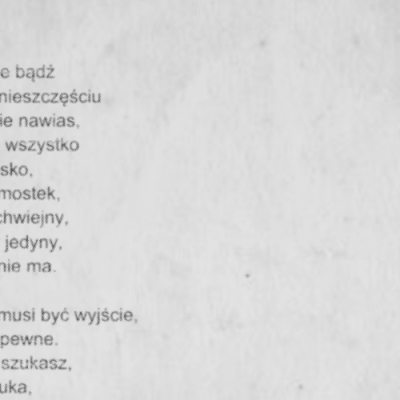 e bądź
nieszczęściu
ie nawias,
wszystko
sko,
mostek,
chwiejny,
jedyny,
nie ma.
musi być wyjście,
pewne.
szukasz,
uka,